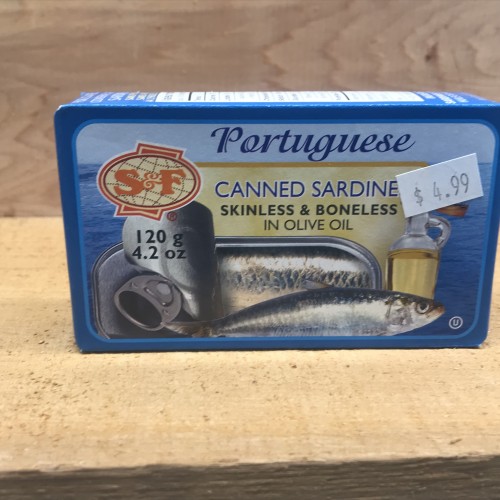 Portuguese
S&F
®
CANNED SARDINE
$ 4.99
SKINLESS & BONELESS
IN OLIVE OIL
120 g
4.2 oz
U